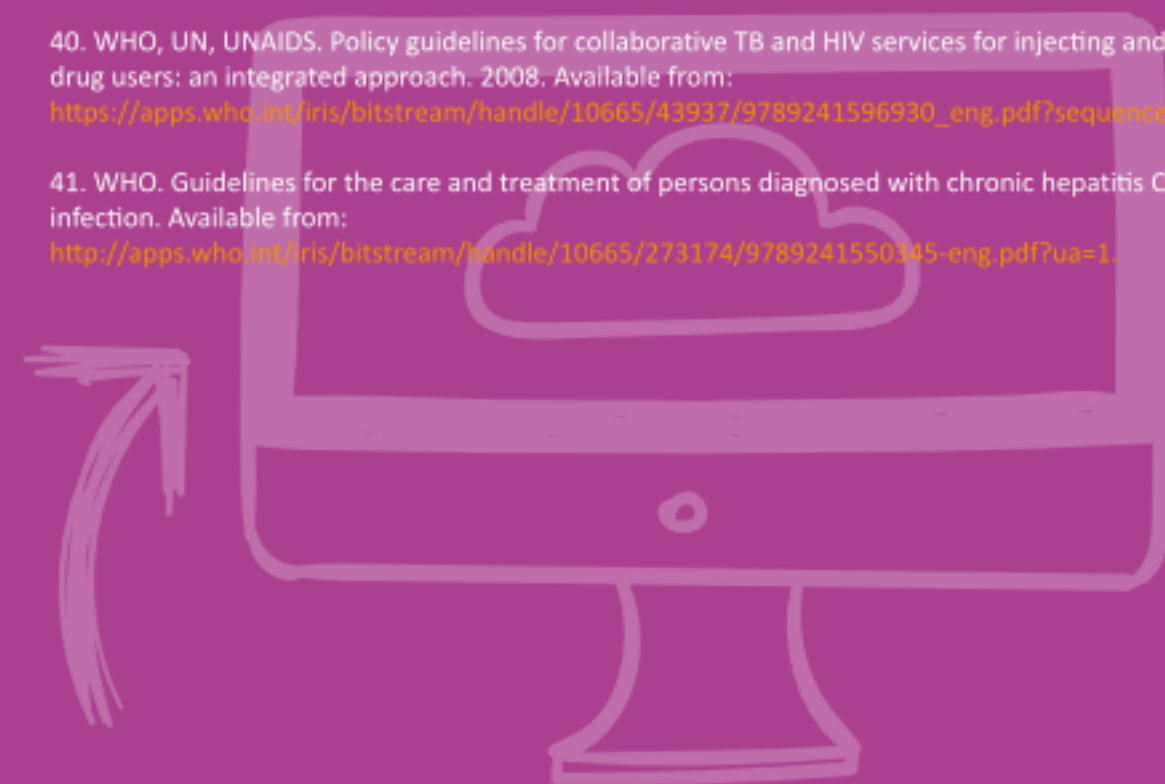 40. WHO, UN, UNAIDS. Policy guidelines for collaborative TB and HIV services for injecting and
drug users: an integrated approach. 2008. Available from:
https://apps.who.int/iris/bitstream/handle/10665/43937/9789241596930_eng.pdf?sequence
41. WHO. Guidelines for the care and treatment of persons diagnosed with chronic hepatitis C
infection. Available from:
http://apps.who.int/iris/bitstream/handle/10665/273174/9789241550345-eng.pdf?ua=1.